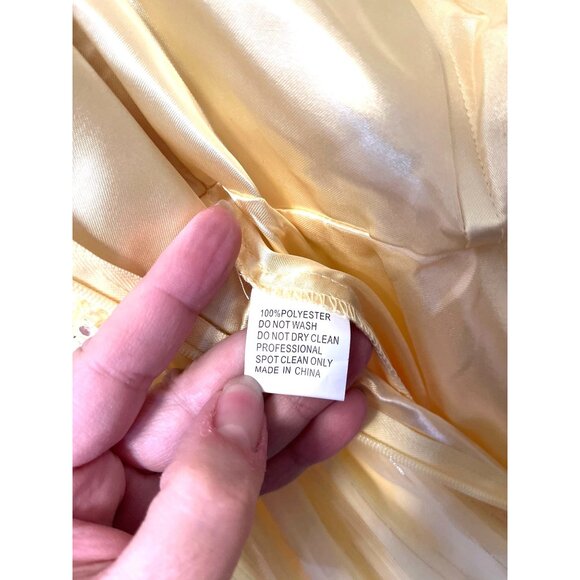 100%POLYESTER
DO NOT WASH
DO NOT DRY CLEAN
PROFESSIONAL
SPOT CLEAN ONLY
MADE IN CHINA